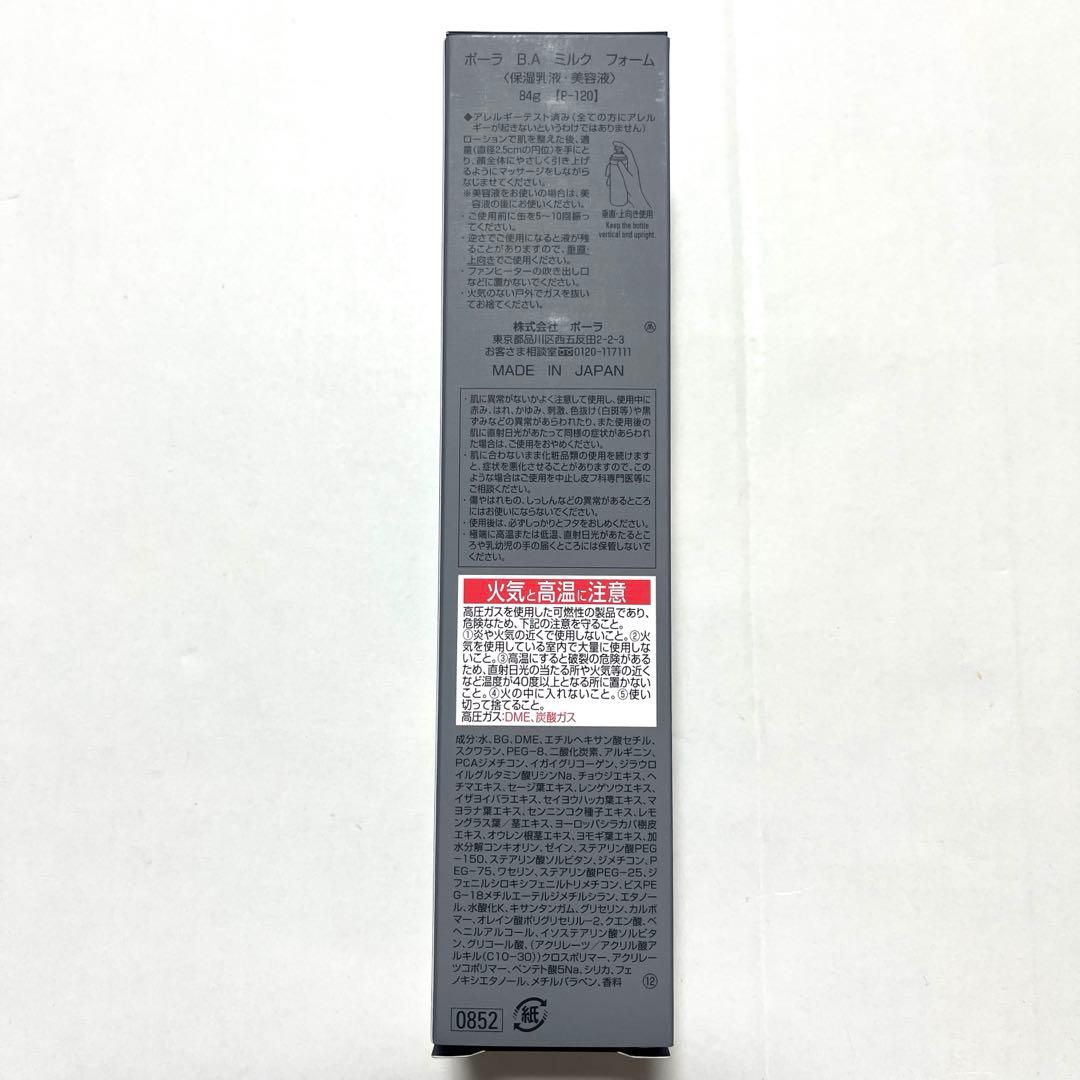 ポーラ B.A ミルク フォーム
〈保湿乳液・美容液〉
84g 【P-120】
◆アレルギーテスト済み(全ての方にアレル
ギーが起きないというわけではありません)
ローションで肌を整えた後、適
量(直径2.5cmの円位)を手にと
り、顔全体にやさしく引き上げ
るようにマッサージをしながら
なじませてください。
※美容液をお使いの場合は、美
容液の後にお使いください。
・ご使用前に缶を5〜10回振っ
てください。
・逆さでご使用になると液が残
ることがありますので、垂直・
上向きでご使用ください。
・ファンヒーターの吹き出し口
などに置かないでください。
・火気のない戸外でガスを抜い
てお捨てください。
垂直・上向き使用
Keep the bottle
vertical and upright.
株式会社 ポーラ
東京都品川区西五反田2-2-3
お客さま相談室 0120-117111
MADE IN JAPAN
・肌に異常がないかよく注意して使用し、使用中に
赤み、はれ、かゆみ、刺激、色抜け(白斑等)や黒
ずみなどの異常があらわれたり、また使用後の
肌に直射日光があたって同様の症状があらわれ
た場合は、ご使用をおやめください。
・肌に合わないまま化粧品類の使用を続けます
と、症状を悪化させることがありますので、この
ような場合はご使用を中止し皮フ科専門医等に
ご相談ください。
・傷やはれもの、しっしんなどの異常があるところ
にはお使いにならないでください。
・使用後は、必ずしっかりとフタをおしめください。
・極端に高温または低温、直射日光があたるとこ
ろや乳幼児の手の届くところには保管しないで
ください。
火気と高温に注意
高圧ガスを使用した可燃性の製品であり、
危険なため、下記の注意を守ること。
①炎や火気の近くで使用しないこと。②火
気を使用している室内で大量に使用しな
いこと。③高温にすると破裂の危険がある
ため、直射日光の当たる所や火気等の近く
など温度が40度以上となる所に置かない
こと。④火の中に入れないこと。⑤使い
切って捨てること。
高圧ガス:DME、炭酸ガス
成分:水、BG、DME、エチルヘキサン酸セチル、
スクワラン、PEG-8、二酸化炭素、アルギニン、
PCAジメチコン、イガイグリコーゲン、ジラウロ
イルグルタミン酸リシンNa、チョウジエキス、ヘ
チマエキス、セージ葉エキス、レンゲソウエキス、
イザヨイバラエキス、セイヨウハッカ葉エキス、マ
ヨラナ葉エキス、センニンコク種子エキス、レモ
ングラス葉/茎エキス、ヨーロッパシラカバ樹皮
エキス、オウレン根茎エキス、ヨモギ葉エキス、加
水分解コンキオリン、ゼイン、ステアリン酸PEG
-150、ステアリン酸ソルビタン、ジメチコン、P
EG-75、ワセリン、ステアリン酸PEG-25、ジ
フェニルシロキシフェニルトリメチコン、ビスPE
G-18メチルエーテルジメチルシラン、エタノー
ル、水酸化K、キサンタンガム、グリセリン、カルボ
マー、オレイン酸ポリグリセリル-2、クエン酸、ベ
ヘニルアルコール、イソステアリン酸ソルビタ
ン、グリコール酸、(アクリレーツ/アクリル酸ア
ルキル(C10-30))クロスポリマー、アクリレー
ツコポリマー、ペンテト酸5Na、シリカ、フェ
ノキシエタノール、メチルパラベン、香料 ⑫
0852
紙